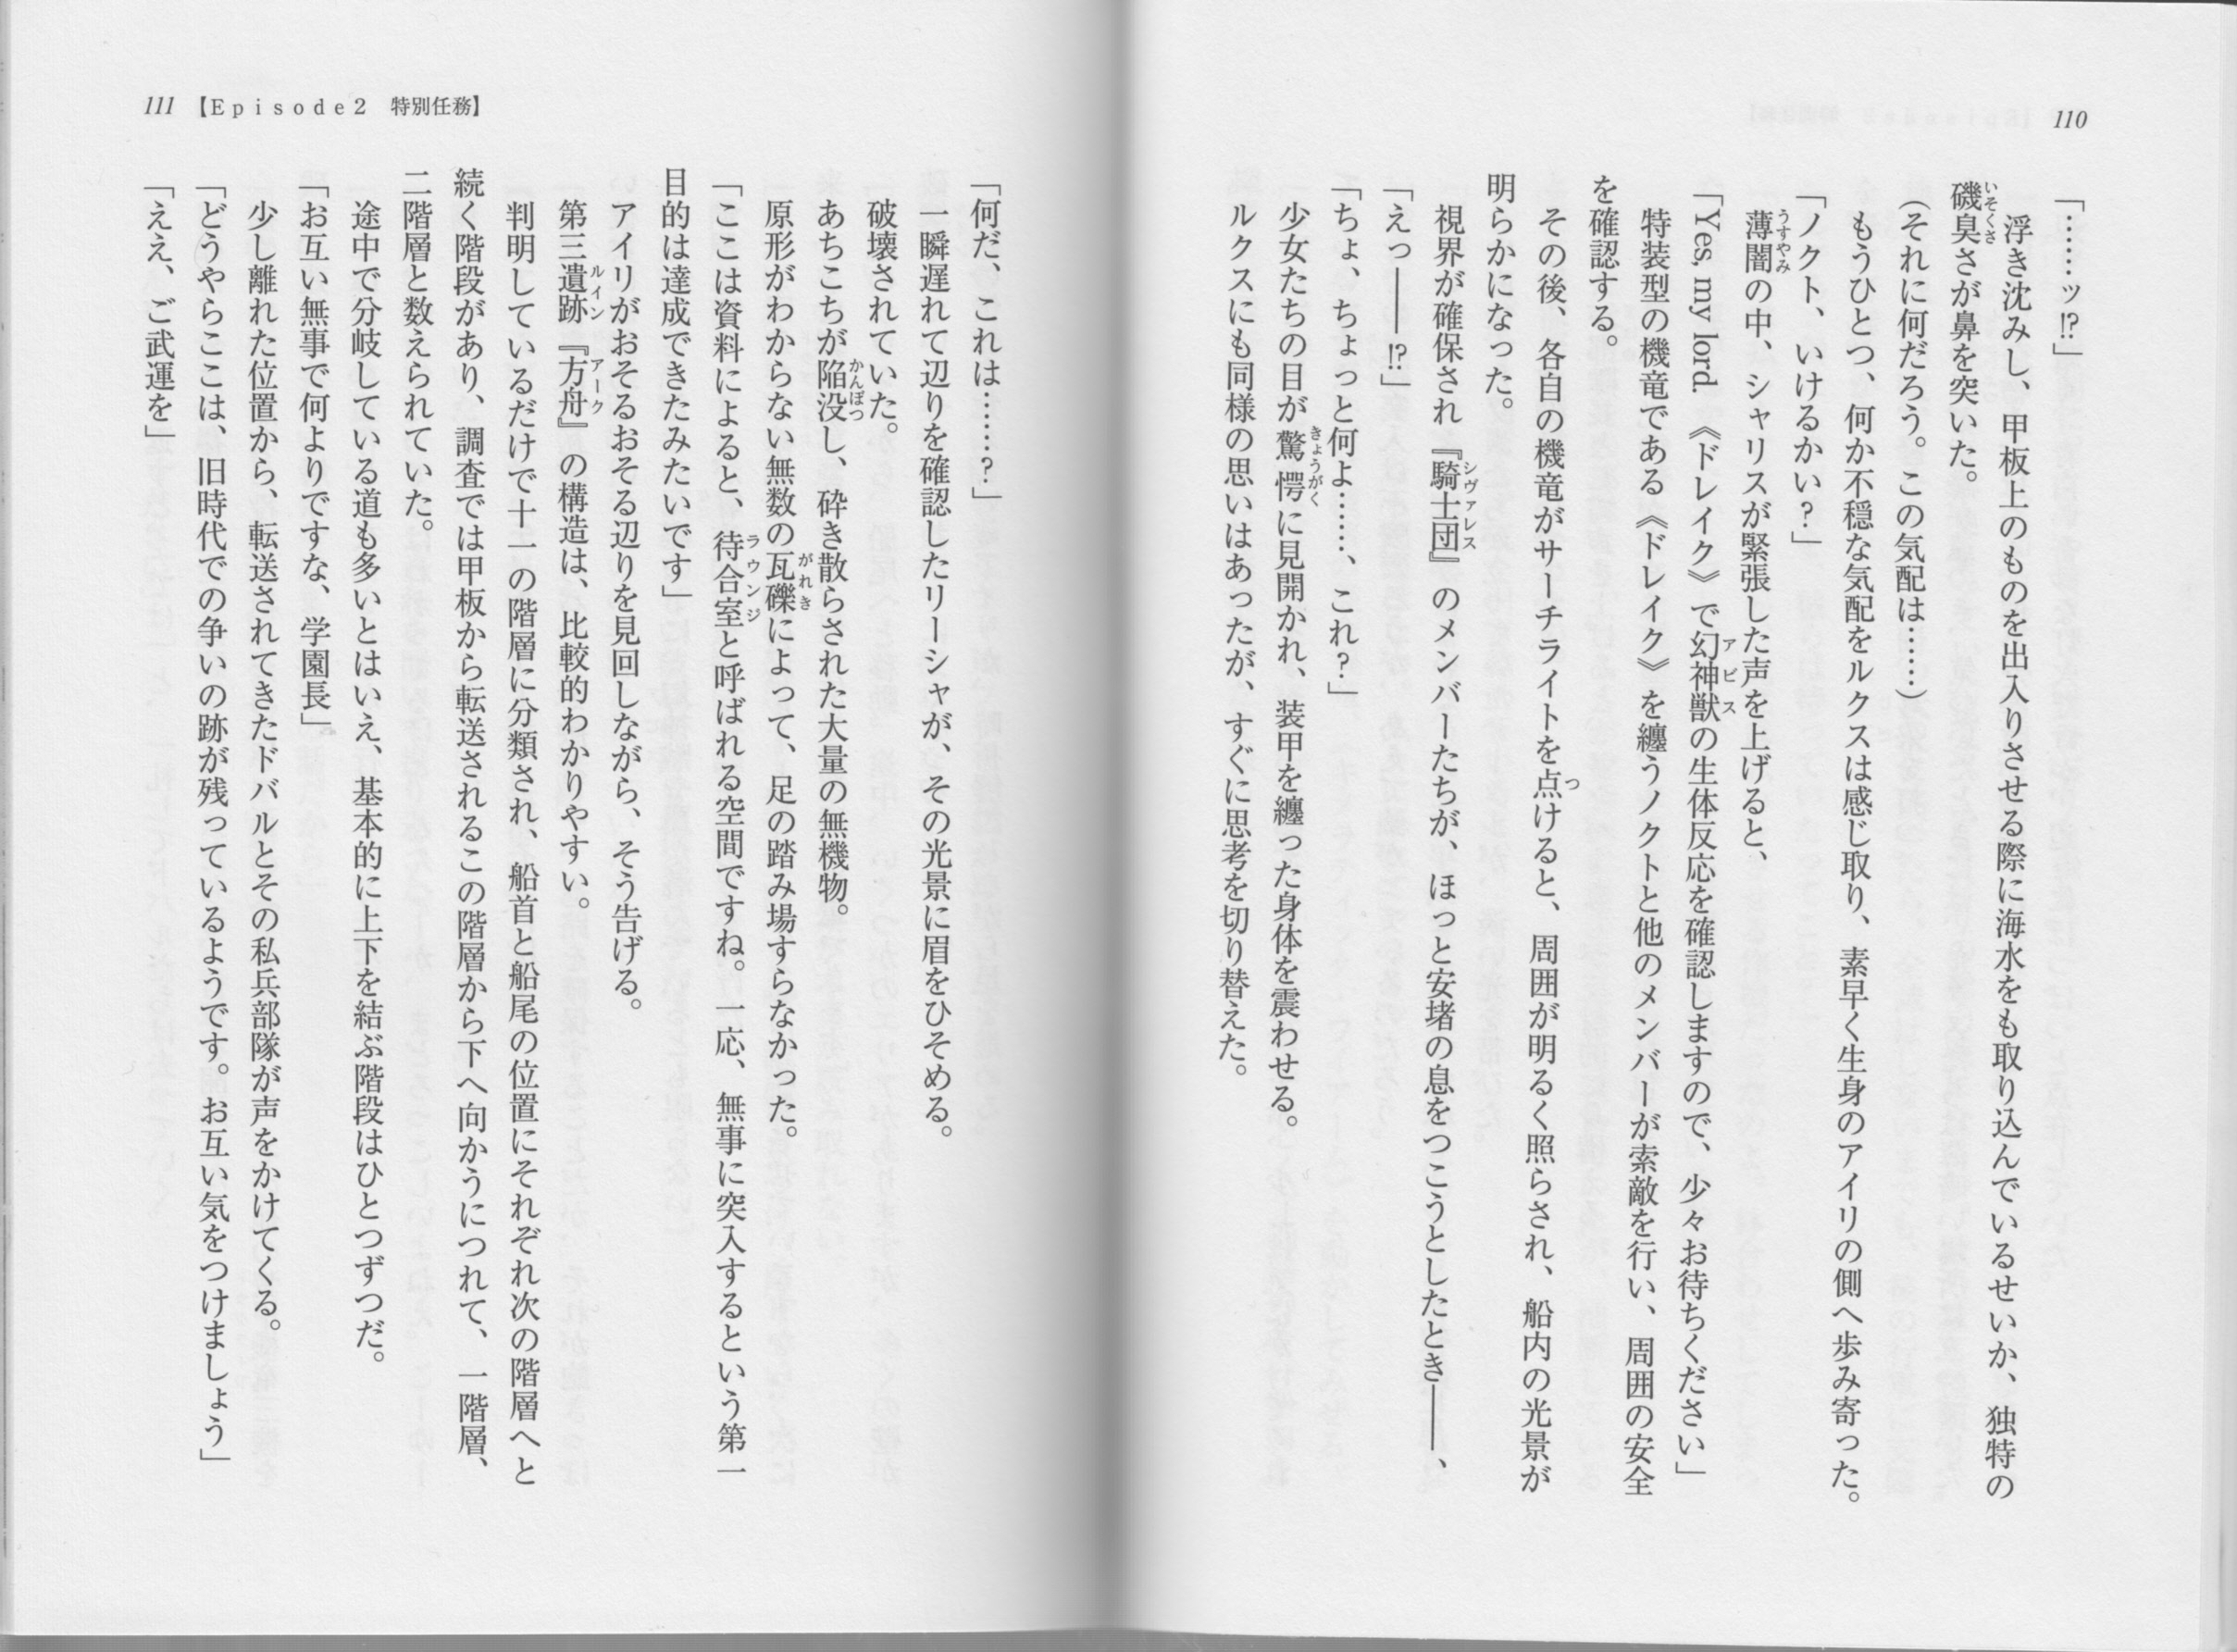 110
「……ッ!?」
浮き沈みし、甲板上のものを出入りさせる際に海水をも取り込んでいるせいか、独特の
磯臭さが鼻を突いた。
（それに何だろう。この気配は……）
もうひとつ、何か不穏な気配をルクスは感じ取り、素早く生身のアイリの側へ歩み寄った。
「ノクト、いけるかい？」
薄闇の中、シャリスが緊張した声を上げると、
「Yes, my lord. 《ドレイク》で幻神獣の生体反応を確認しますので、少々お待ちください」
特装型の機竜である《ドレイク》を纏うノクトと他のメンバーが索敵を行い、周囲の安全
を確認する。
その後、各自の機竜がサーチライトを点けると、周囲が明るく照らされ、船内の光景が
明らかになった。
視界が確保され『騎士団』のメンバーたちが、ほっと安堵の息をつこうとしたとき――、
「えっ――!?」
「ちょ、ちょっと何よ……、これ？」
少女たちの目が驚愕に見開かれ、装甲を纏った身体を震わせる。
ルクスにも同様の思いはあったが、すぐに思考を切り替えた。
111 【Episode2　特別任務】
「何だ、これは……？」
一瞬遅れて辺りを確認したリーシャが、その光景に眉をひそめる。
破壊されていた。
あちこちが陥没し、砕き散らされた大量の無機物。
原形がわからない無数の瓦礫によって、足の踏み場すらなかった。
「ここは資料によると、待合室と呼ばれる空間ですね。一応、無事に突入するという第一
目的は達成できたみたいです」
アイリがおそるおそる辺りを見回しながら、そう告げる。
第三遺跡『方舟』の構造は、比較的わかりやすい。
判明しているだけで十一の階層に分類され、船首と船尾の位置にそれぞれ次の階層へと
続く階段があり、調査では甲板から転送されるこの階層から下へ向かうにつれて、一階層、
二階層と数えられていた。
途中で分岐している道も多いとはいえ、基本的に上下を結ぶ階段はひとつずつだ。
「お互い無事で何よりですな、学園長」
少し離れた位置から、転送されてきたドバルとその私兵部隊が声をかけてくる。
「どうやらここは、旧時代での争いの跡が残っているようです。お互い気をつけましょう」
「ええ、ご武運を」